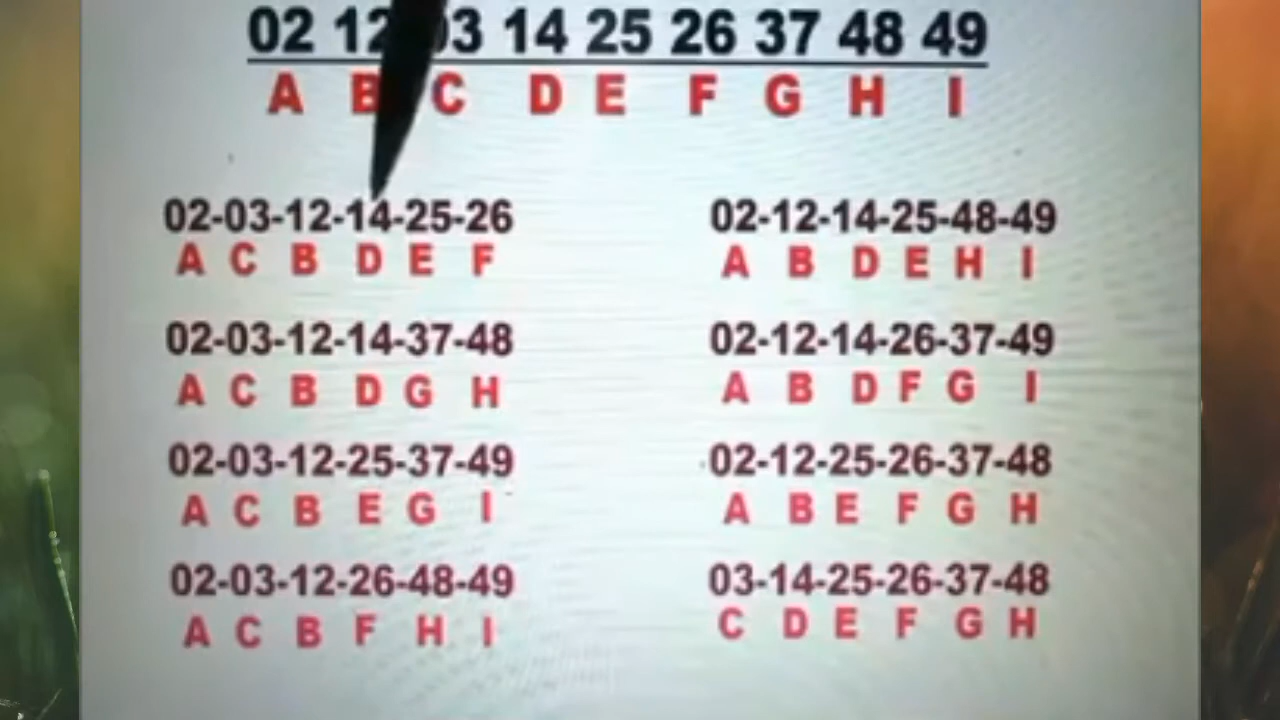 02 12 03 14 25 26 37 48 49
A B C D E F G H I
02-03-12-14-25-26
A C B D E F
02-03-12-14-37-48
A C B D G H
02-03-12-25-37-49
A C B E G I
02-03-12-26-48-49
A C B F H I
02-12-14-25-48-49
A B D E H I
02-12-14-26-37-49
A B D F G I
02-12-25-26-37-48
A B E F G H
03-14-25-26-37-48
C D E F G H